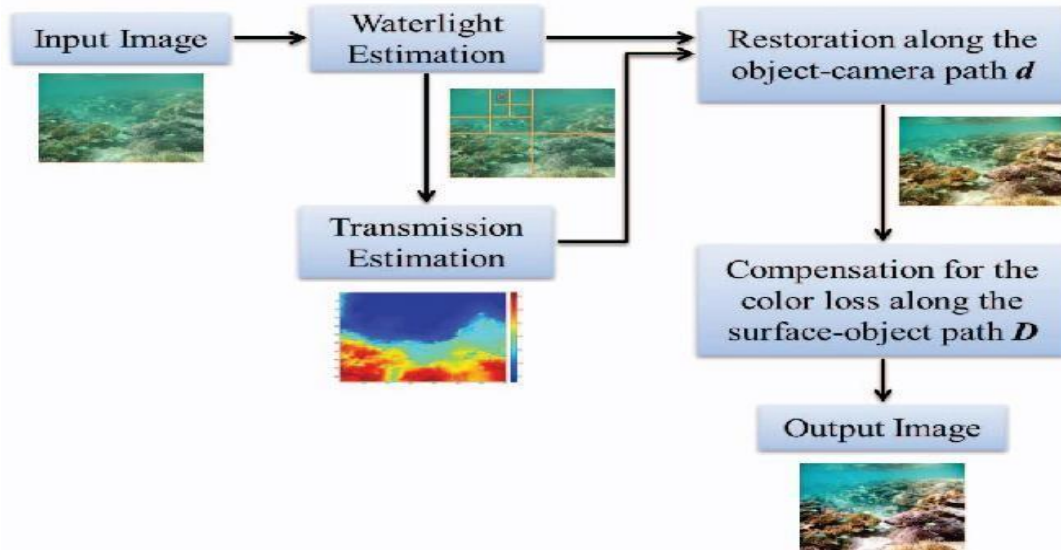 Input Image
Waterlight
Estimation
Restoration along the
object-camera path d
Transmission
Estimation
Compensation for the
color loss along the
surface-object path D
Output Image